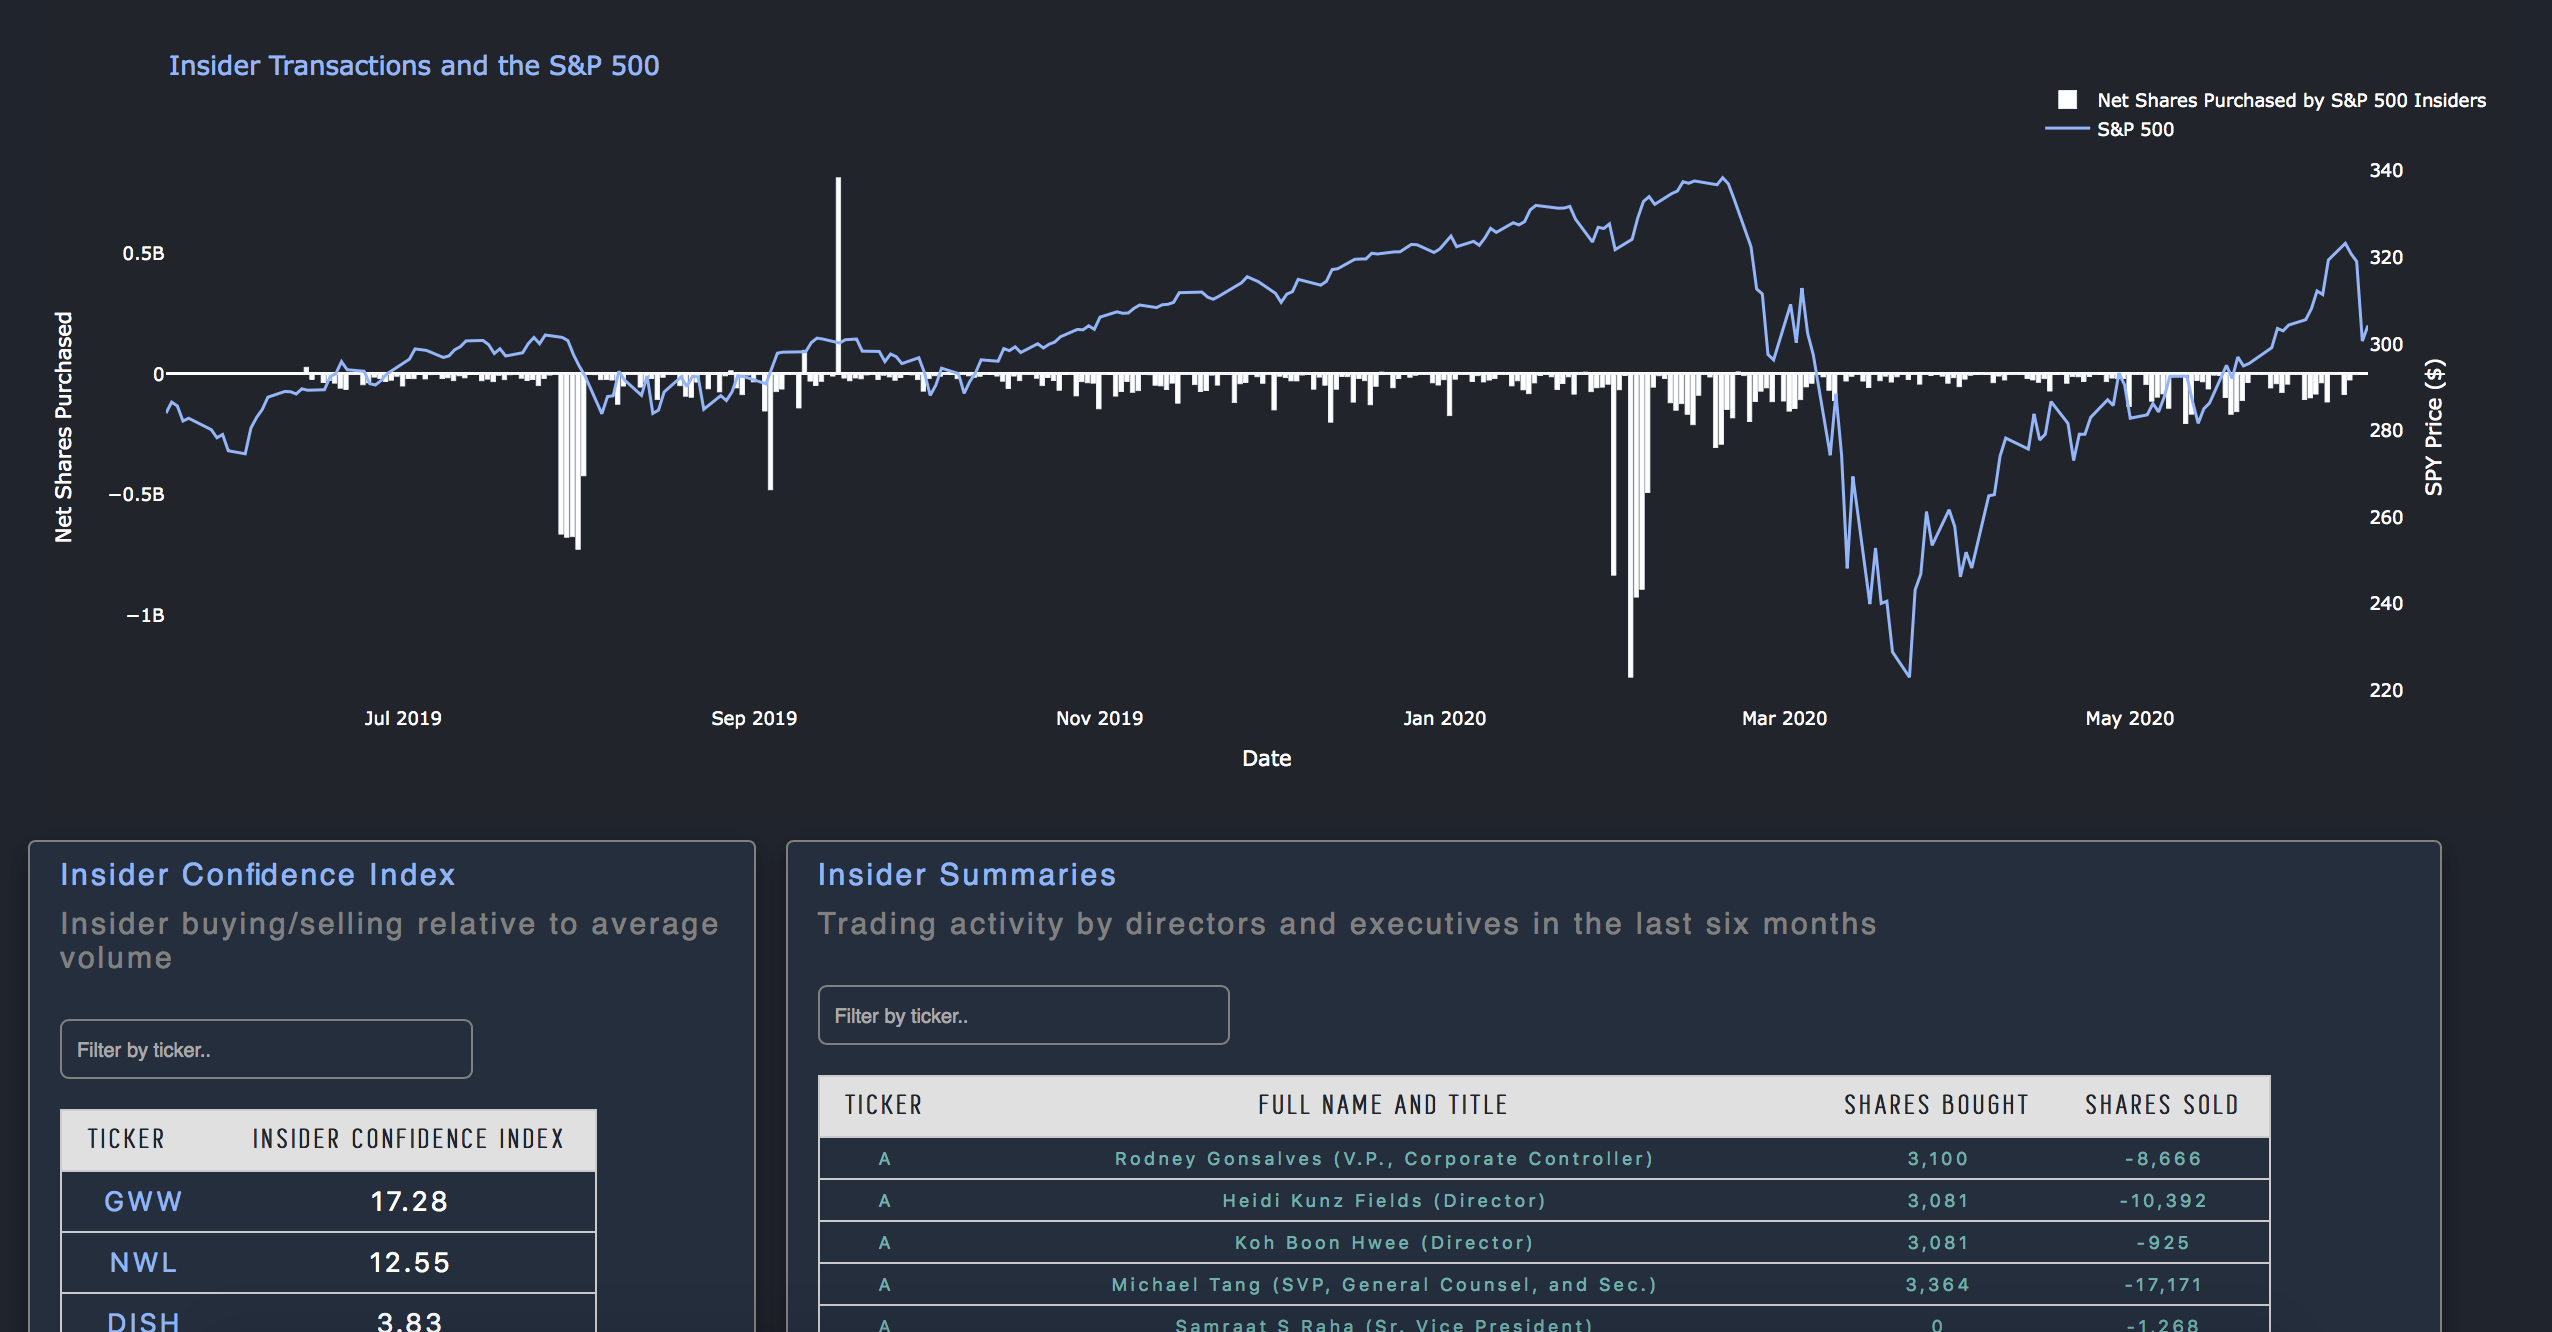 Insider Transactions and the S&P 500
Net Shares Purchased by S&P 500 Insiders
S&P 500
Net Shares Purchased
0.5B
0
−0.5B
−1B
340
320
300
280
260
240
220
SPY Price ($)
Jul 2019
Sep 2019
Nov 2019
Jan 2020
Mar 2020
May 2020
Date
Insider Confidence Index
Insider buying/selling relative to average
volume
Filter by ticker..
TICKER INSIDER CONFIDENCE INDEX
GWW 17.28
NWL 12.55
DISH 3.83
Insider Summaries
Trading activity by directors and executives in the last six months
Filter by ticker..
TICKER FULL NAME AND TITLE SHARES BOUGHT SHARES SOLD
A Rodney Gonsalves (V.P., Corporate Controller) 3,100 -8,666
A Heidi Kunz Fields (Director) 3,081 -10,392
A Koh Boon Hwee (Director) 3,081 -925
A Michael Tang (SVP, General Counsel, and Sec.) 3,364 -17,171
A Samraat S Raha (Sr. Vice President) 0 -1,268